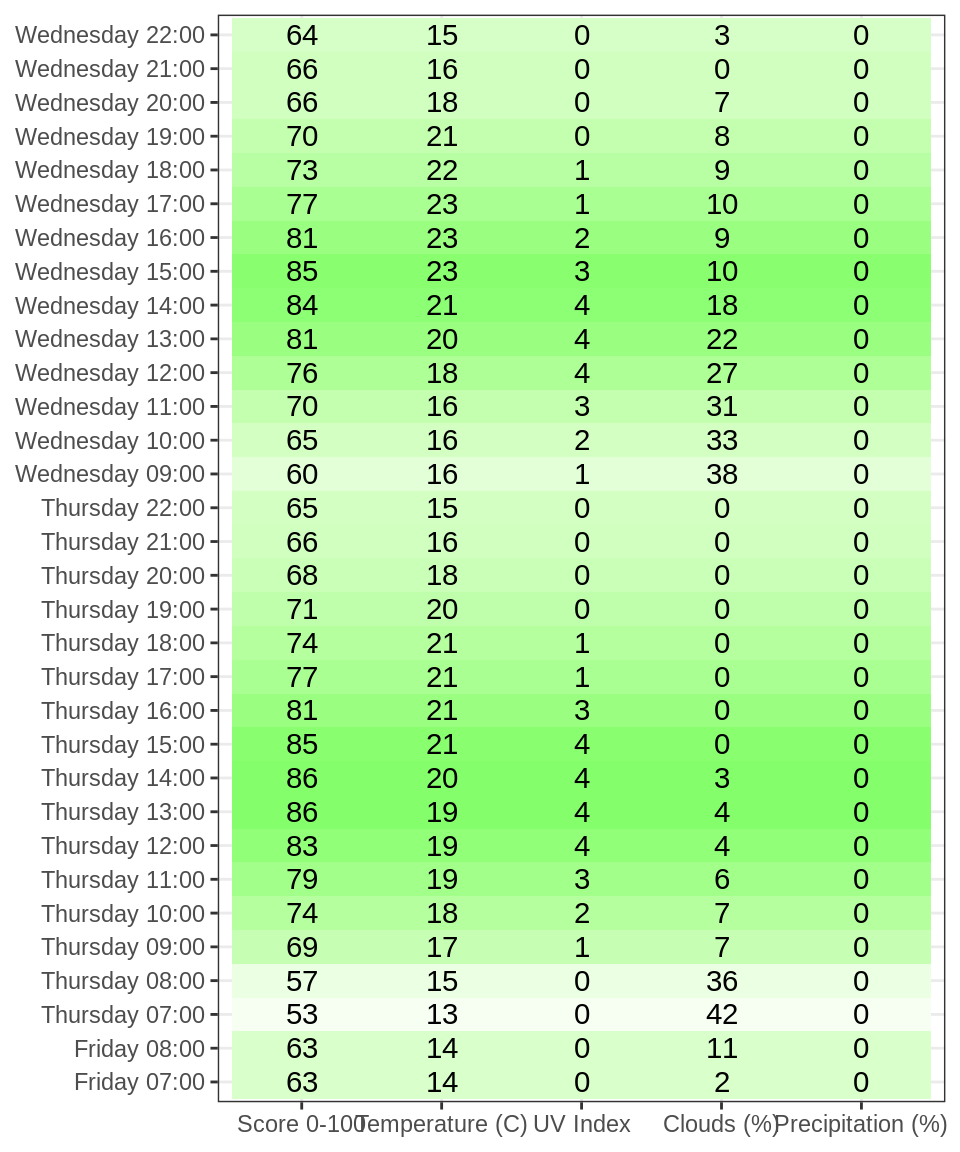 Wednesday 22:00 64 15 0 3 0
Wednesday 21:00 66 16 0 0 0
Wednesday 20:00 66 18 0 7 0
Wednesday 19:00 70 21 0 8 0
Wednesday 18:00 73 22 1 9 0
Wednesday 17:00 77 23 1 10 0
Wednesday 16:00 81 23 2 9 0
Wednesday 15:00 85 23 3 10 0
Wednesday 14:00 84 21 4 18 0
Wednesday 13:00 81 20 4 22 0
Wednesday 12:00 76 18 4 27 0
Wednesday 11:00 70 16 3 31 0
Wednesday 10:00 65 16 2 33 0
Wednesday 09:00 60 16 1 38 0
Thursday 22:00 65 15 0 0 0
Thursday 21:00 66 16 0 0 0
Thursday 20:00 68 18 0 0 0
Thursday 19:00 71 20 0 0 0
Thursday 18:00 74 21 1 0 0
Thursday 17:00 77 21 1 0 0
Thursday 16:00 81 21 3 0 0
Thursday 15:00 85 21 4 0 0
Thursday 14:00 86 20 4 3 0
Thursday 13:00 86 19 4 4 0
Thursday 12:00 83 19 4 4 0
Thursday 11:00 79 19 3 6 0
Thursday 10:00 74 18 2 7 0
Thursday 09:00 69 17 1 7 0
Thursday 08:00 57 15 0 36 0
Thursday 07:00 53 13 0 42 0
Friday 08:00 63 14 0 11 0
Friday 07:00 63 14 0 2 0
Score 0-100 Temperature (C) UV Index Clouds (%) Precipitation (%)